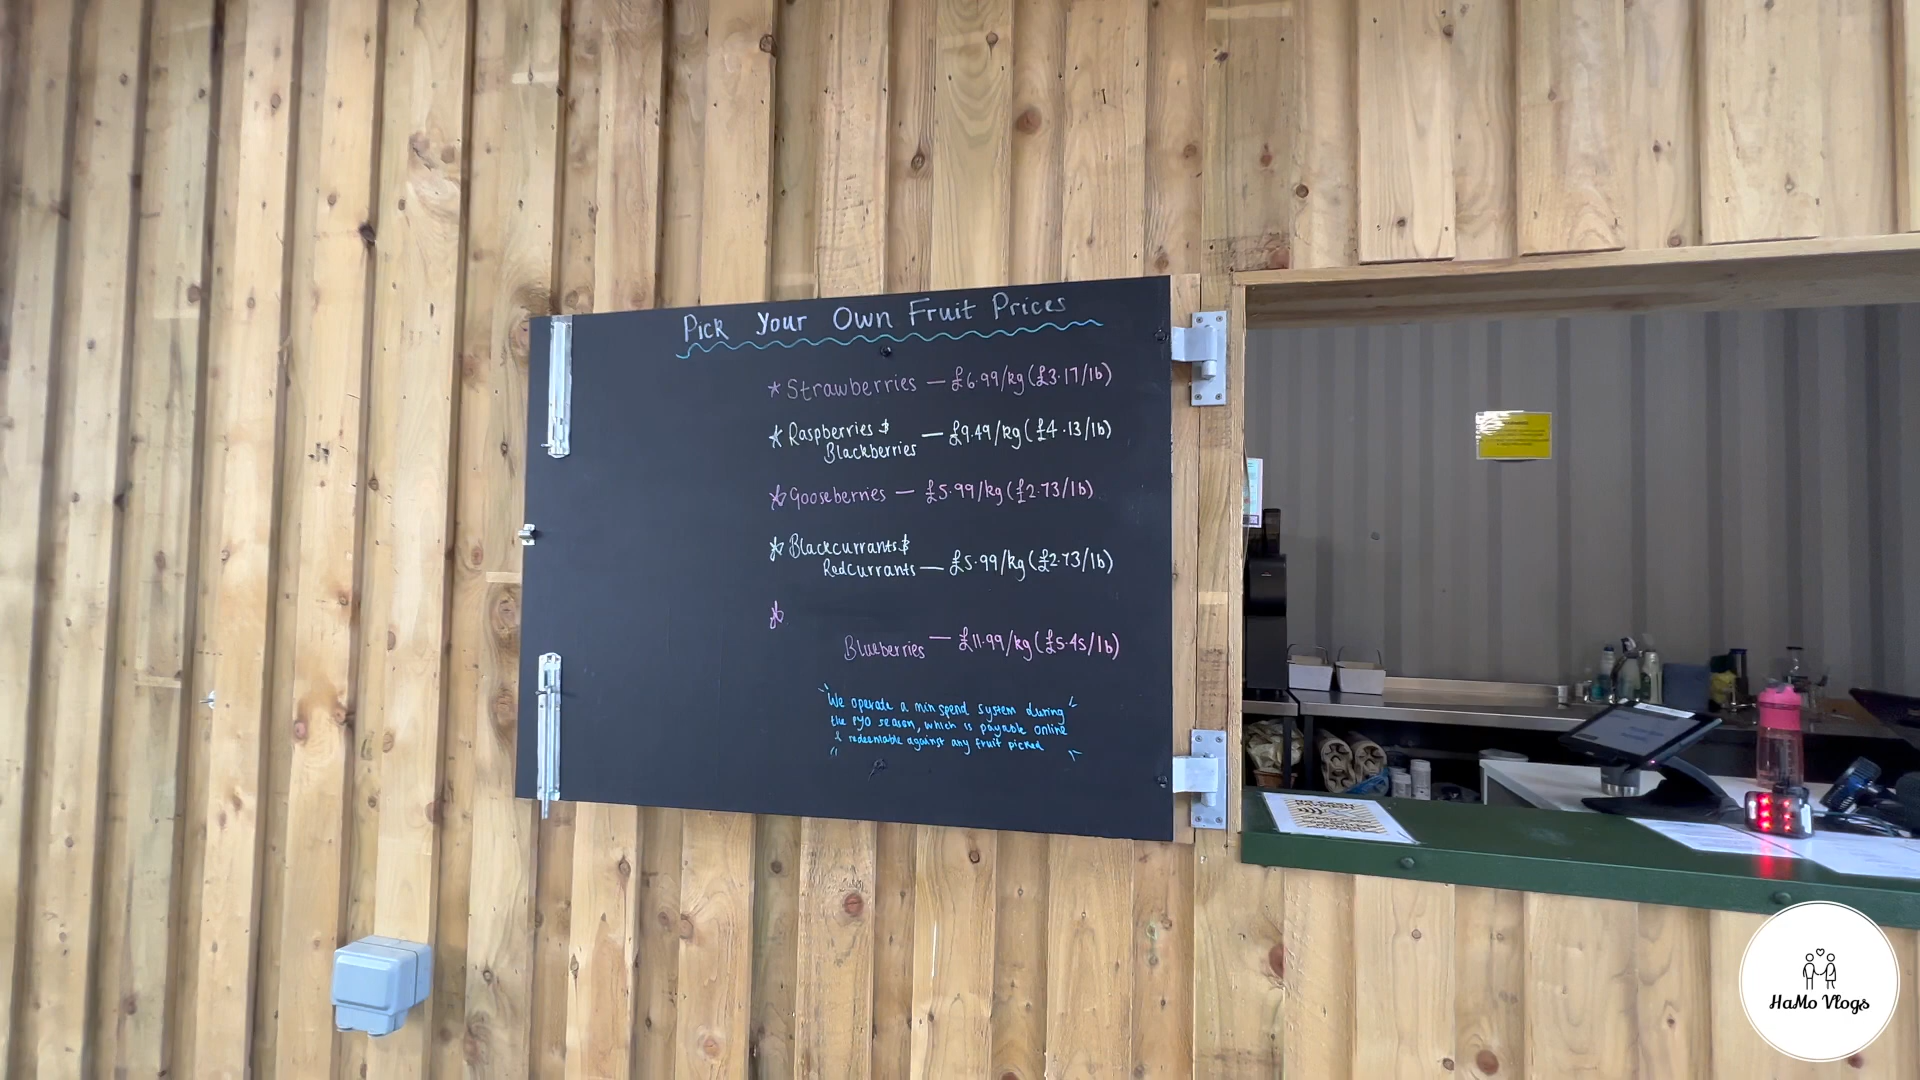 Pick Your Own Fruit Prices
* Strawberries — £6.99/kg (£3.17/lb)
* Raspberries &
Blackberries — £9.49/kg (£4.13/lb)
* Gooseberries — £5.99/kg (£2.73/lb)
* Blackcurrants &
Redcurrants — £5.99/kg (£2.73/lb)
*
Blueberries — £11.99/kg (£5.45/lb)
We operate a min spend system during
the PYO season, which is payable online
& redeemable against any fruit picked
HaMo Vlogs